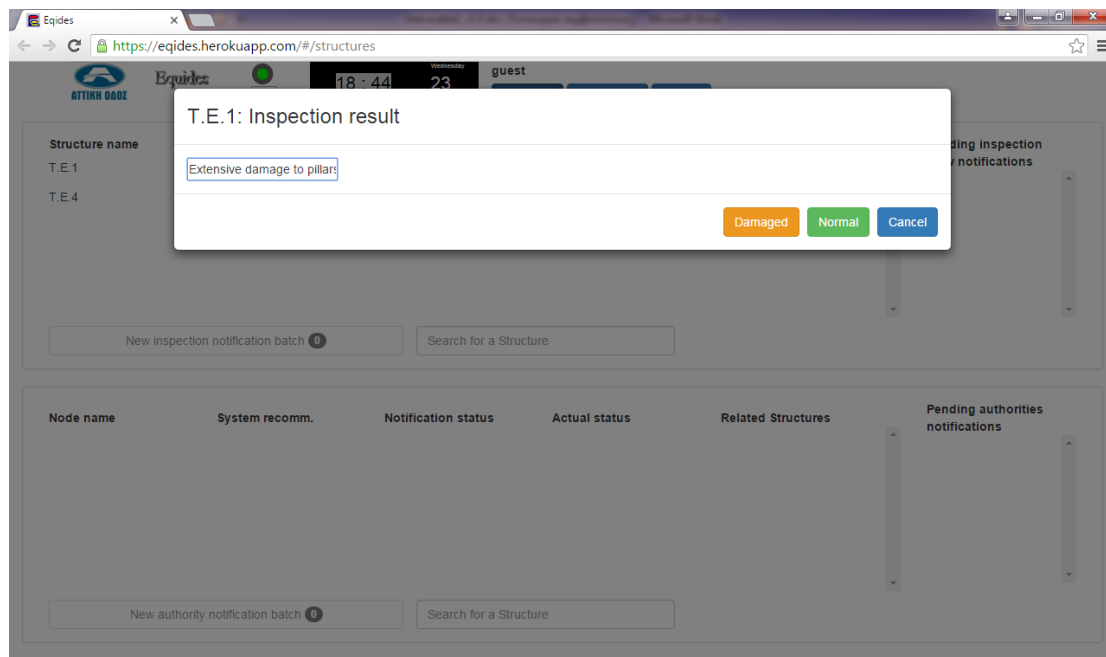 Eqides
https://eqides.herokuapp.com/#/structures
ΑΤΤΙΚΗ ΟΔΟΣ
Equides
18 : 44
Wednesday
23
guest
T.E.1: Inspection result
Extensive damage to pillars
Damaged
Normal
Cancel
Structure name
inspection
notifications
T.E.1
T.E.4
New inspection notification batch 0
Search for a Structure
Node name
System recomm.
Notification status
Actual status
Related Structures
Pending authorities
notifications
New authority notification batch 0
Search for a Structure